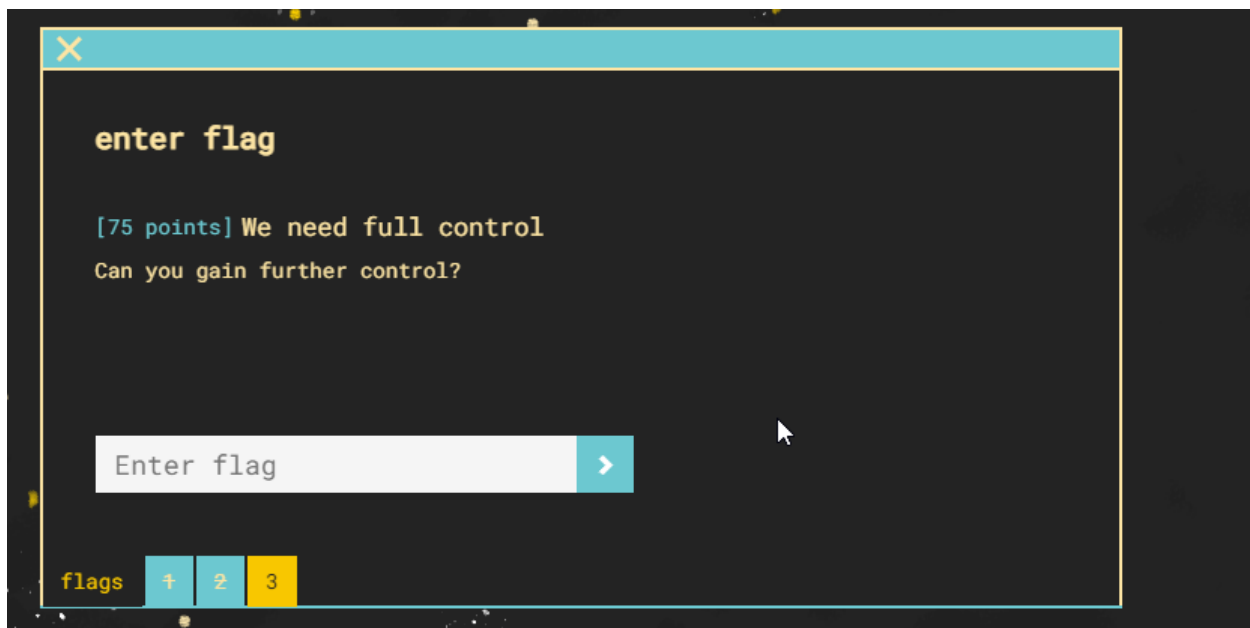 enter flag
[75 points] We need full control
Can you gain further control?
Enter flag
flags 1 2 3